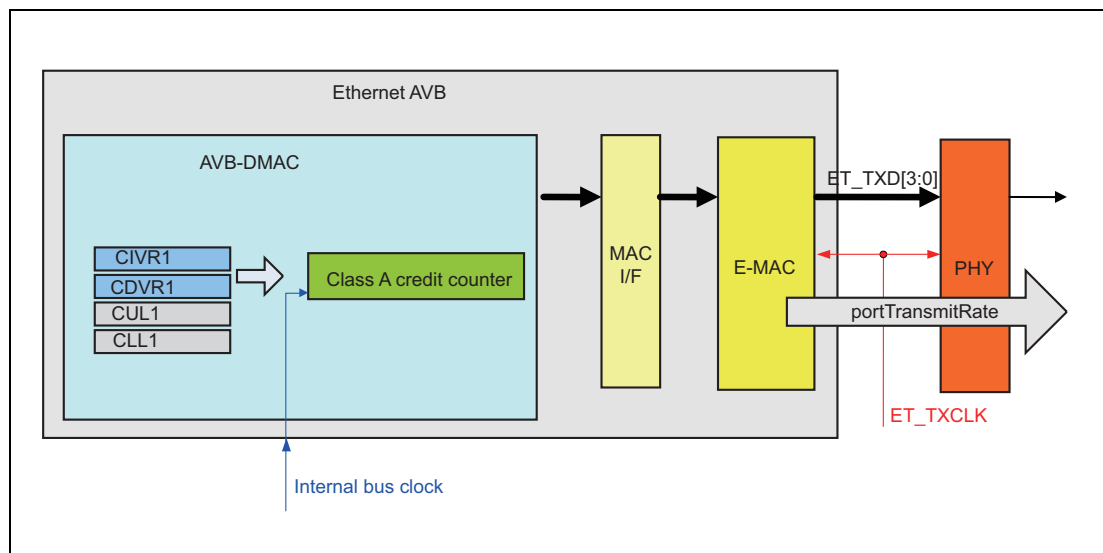 Ethernet AVB
AVB-DMAC
ET_TXD[3:0]
CIVR1
CDVR1
CUL1
CLL1
Class A credit counter
MAC
I/F
E-MAC
PHY
portTransmitRate
ET_TXCLK
Internal bus clock